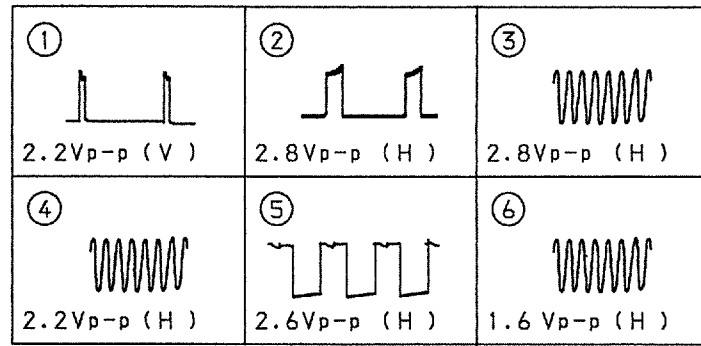 ① ② ③
2.2Vp-p (V) 2.8Vp-p (H) 2.8Vp-p (H)
④ ⑤ ⑥
2.2Vp-p (H) 2.6Vp-p (H) 1.6 Vp-p (H)